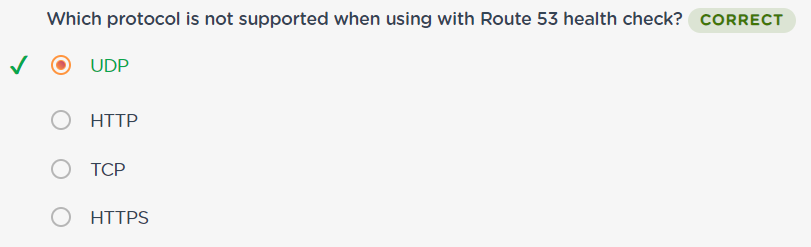 Which protocol is not supported when using with Route 53 health check? CORRECT
UDP
HTTP
TCP
HTTPS